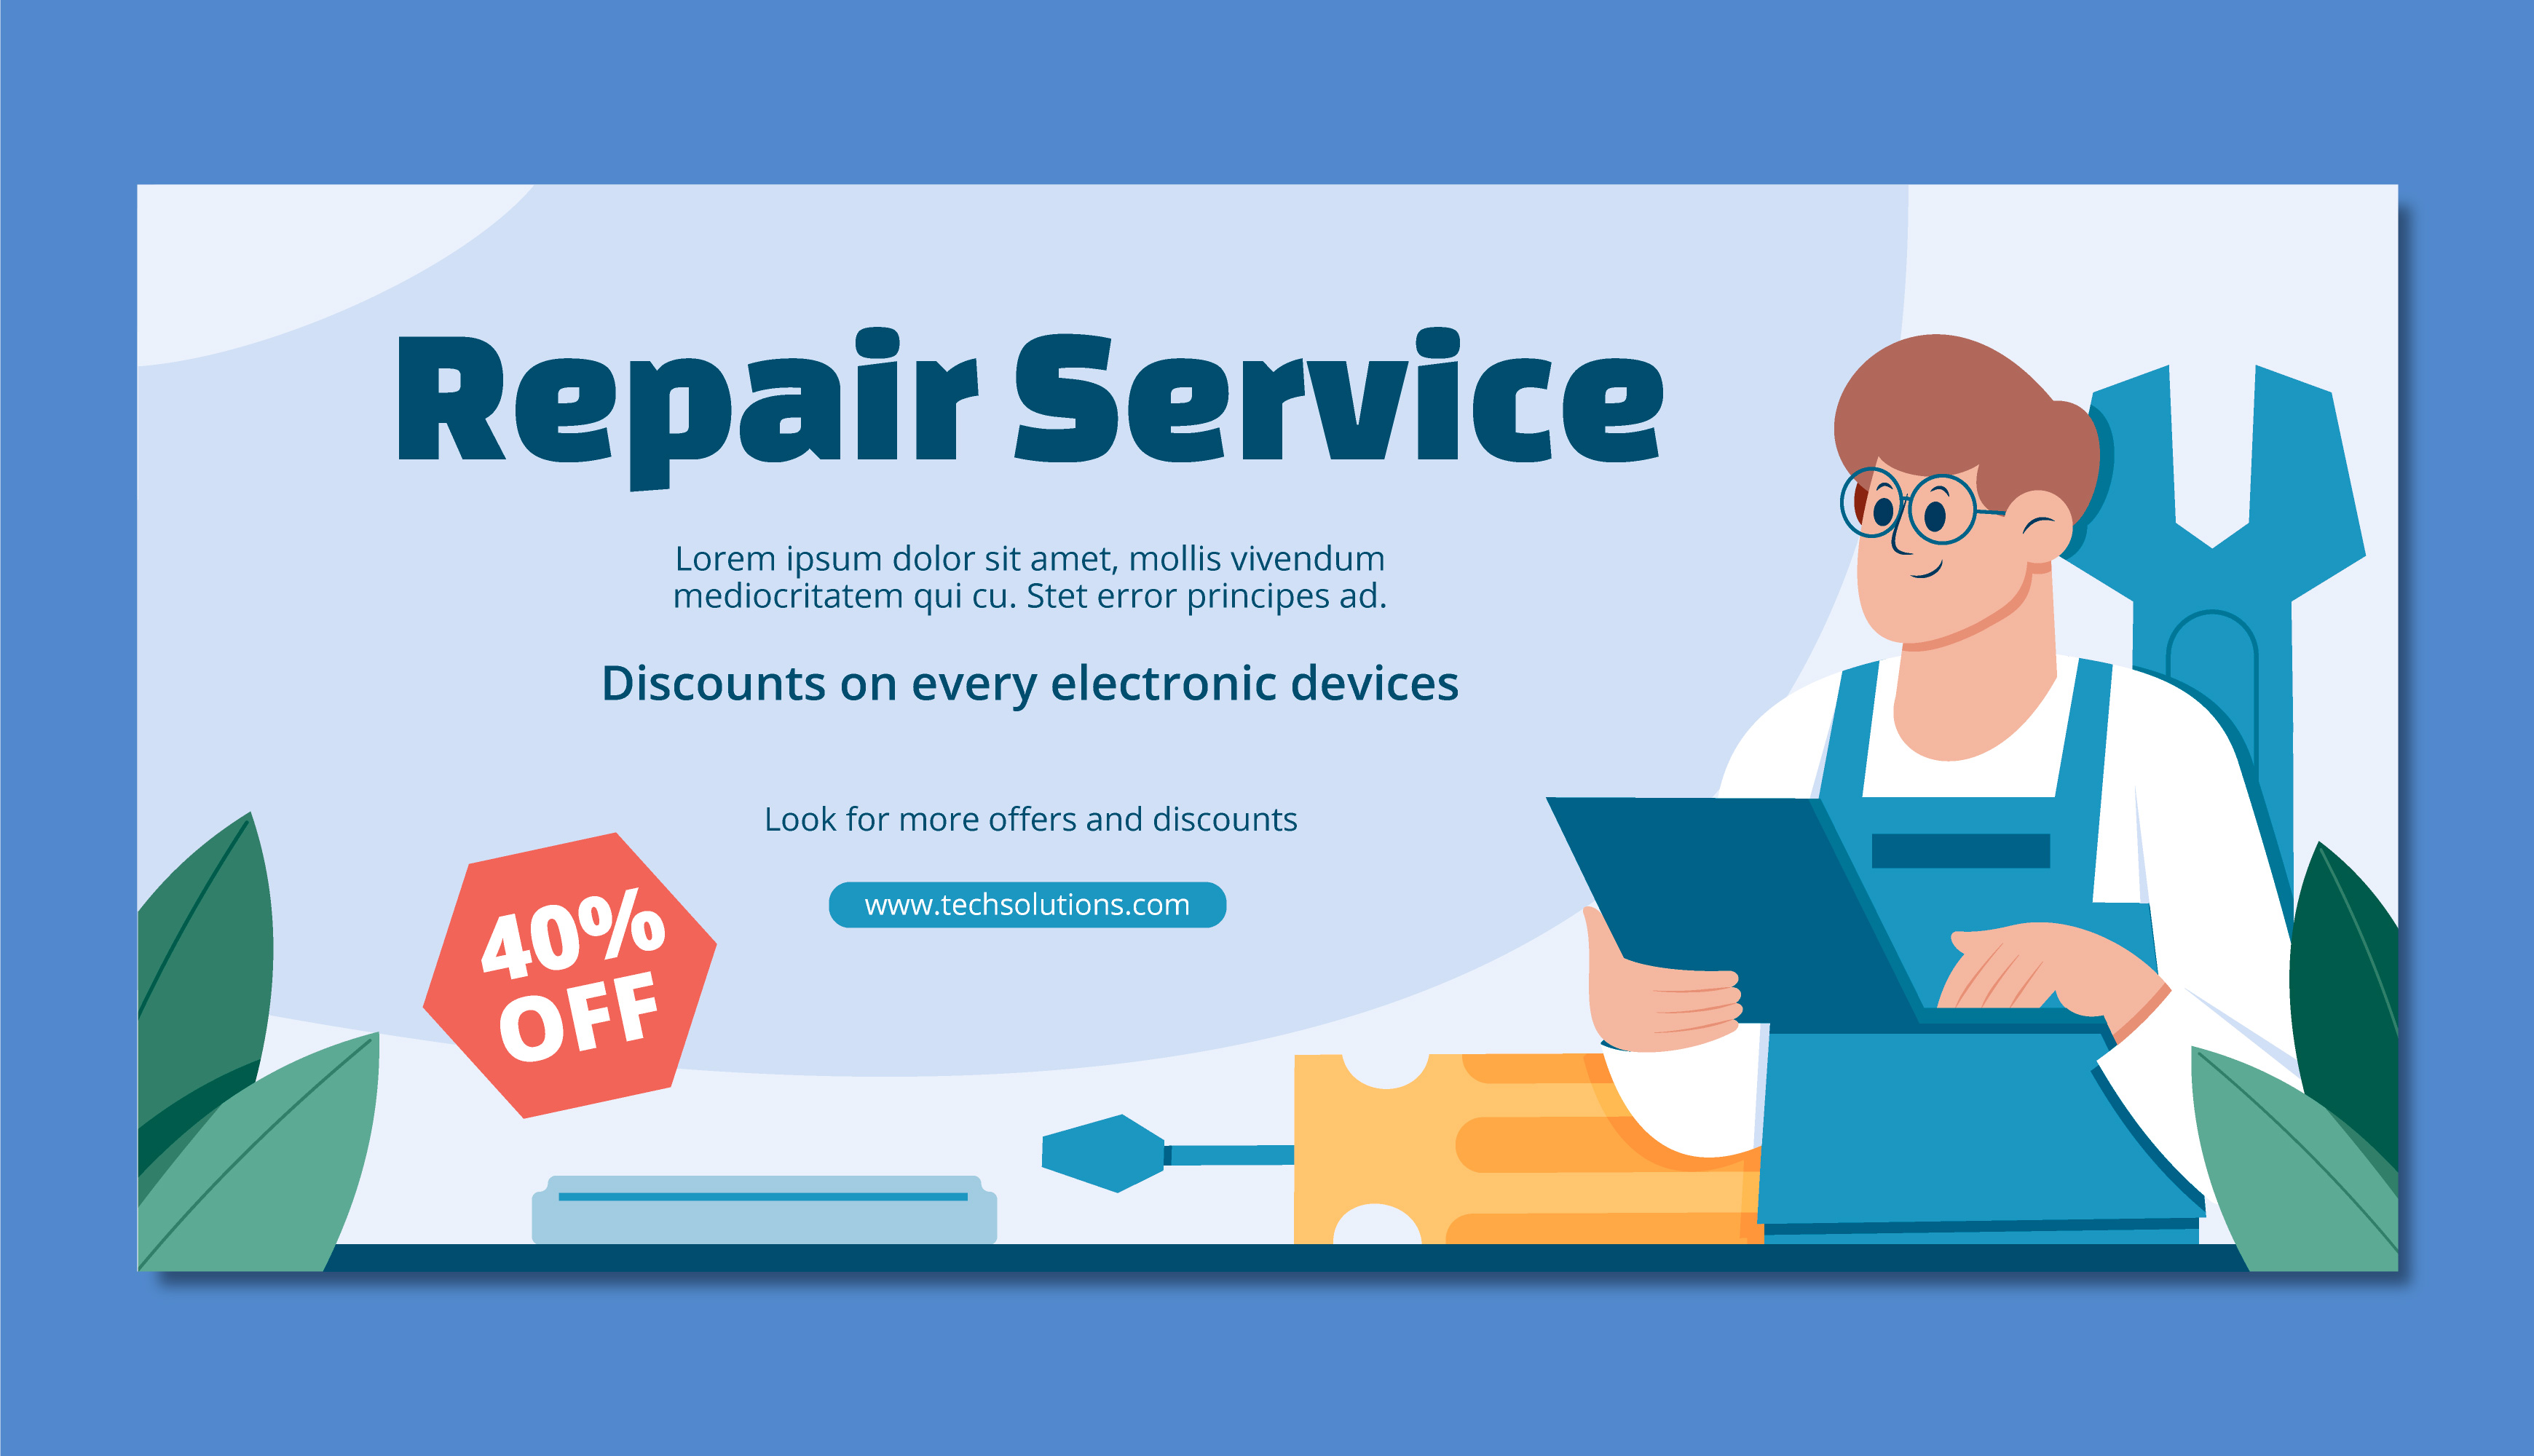 Repair Service
Lorem ipsum dolor sit amet, mollis vivendum
mediocritatem qui cu. Stet error principes ad.
Discounts on every electronic devices
Look for more offers and discounts
www.techsolutions.com
40%
OFF